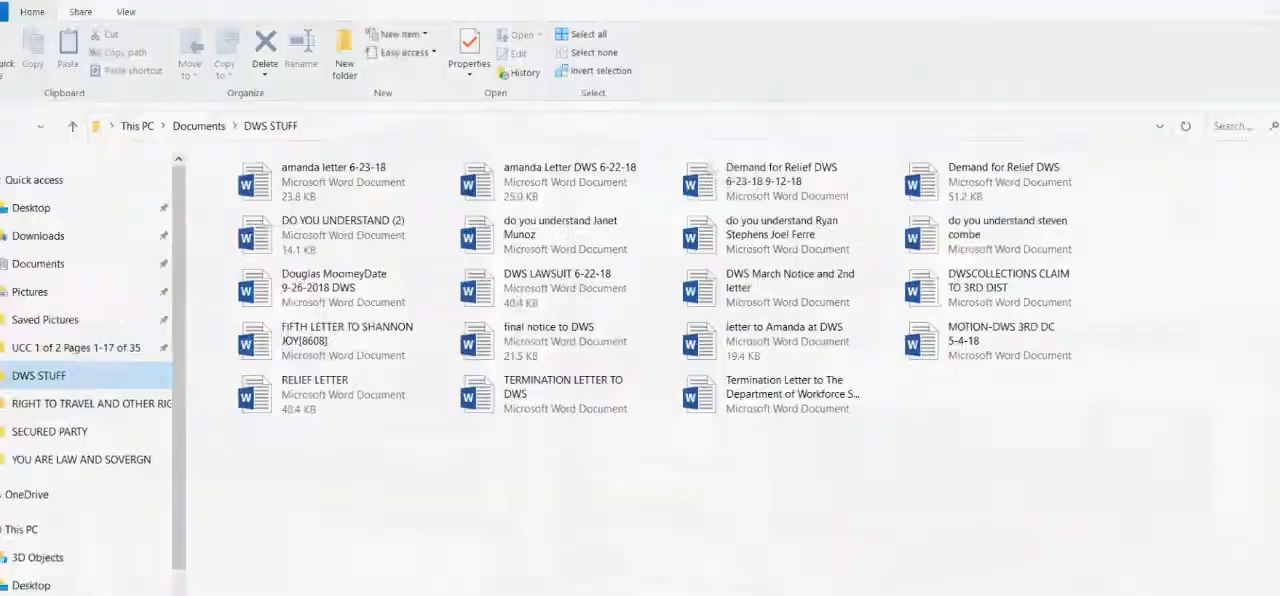 Home Share View
Cut
Copy path
Paste shortcut
Copy Paste
Clipboard
Move to
Copy to
Delete Rename
Organize
New folder
New item
Easy access
New
Properties
Open
Edit
History
Open
Select all
Select none
Invert selection
Select
This PC > Documents > DWS STUFF
Search...
Quick access
Desktop
Downloads
Documents
Pictures
Saved Pictures
UCC 1 of 2 Pages 1-17 of 35
DWS STUFF
RIGHT TO TRAVEL AND OTHER RIG
SECURED PARTY
YOU ARE LAW AND SOVERGN
OneDrive
This PC
3D Objects
Desktop
amanda letter 6-23-18
Microsoft Word Document
23.8 KB
amanda Letter DWS 6-22-18
Microsoft Word Document
25.0 KB
Demand for Relief DWS
6-23-18 9-12-18
Microsoft Word Document
Demand for Relief DWS
Microsoft Word Document
51.2 KB
DO YOU UNDERSTAND (2)
Microsoft Word Document
14.1 KB
do you understand Janet
Munoz
Microsoft Word Document
do you understand Ryan
Stephens Joel Ferre
Microsoft Word Document
do you understand steven
combe
Microsoft Word Document
Douglas MoomeyDate
9-26-2018 DWS
Microsoft Word Document
DWS LAWSUIT 6-22-18
Microsoft Word Document
40.4 KB
DWS March Notice and 2nd
letter
Microsoft Word Document
DWSCOLLECTIONS CLAIM
TO 3RD DIST
Microsoft Word Document
FIFTH LETTER TO SHANNON
JOY[8608]
Microsoft Word Document
final notice to DWS
Microsoft Word Document
21.5 KB
letter to Amanda at DWS
Microsoft Word Document
19.4 KB
MOTION-DWS 3RD DC
5-4-18
Microsoft Word Document
RELIEF LETTER
Microsoft Word Document
40.4 KB
TERMINATION LETTER TO
DWS
Microsoft Word Document
Termination Letter to The
Department of Workforce S...
Microsoft Word Document